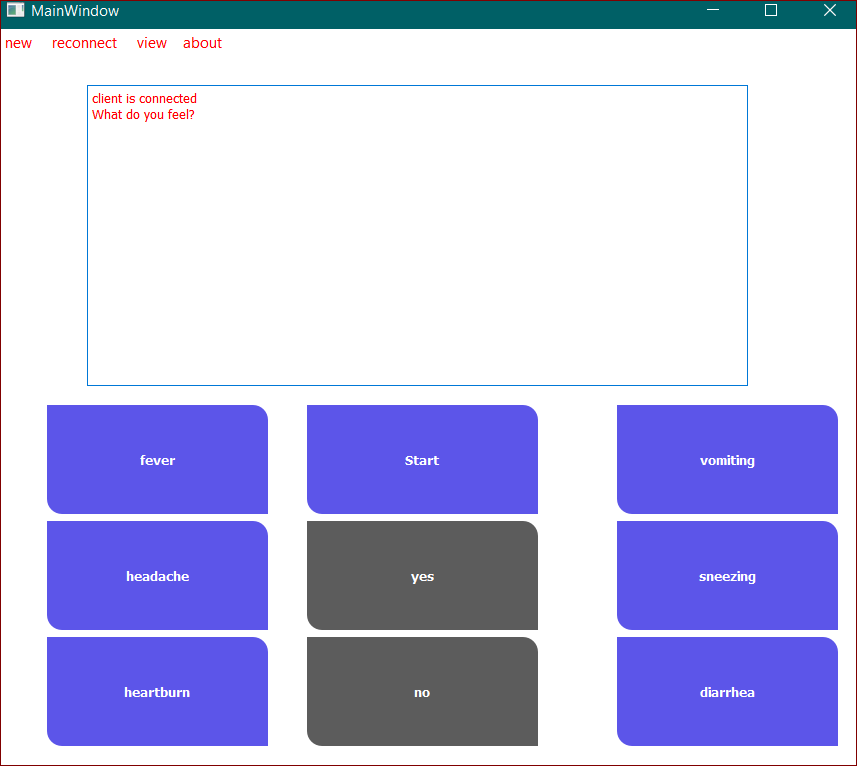 MainWindow
new reconnect view about
client is connected
What do you feel?
fever Start vomiting
headache yes sneezing
heartburn no diarrhea